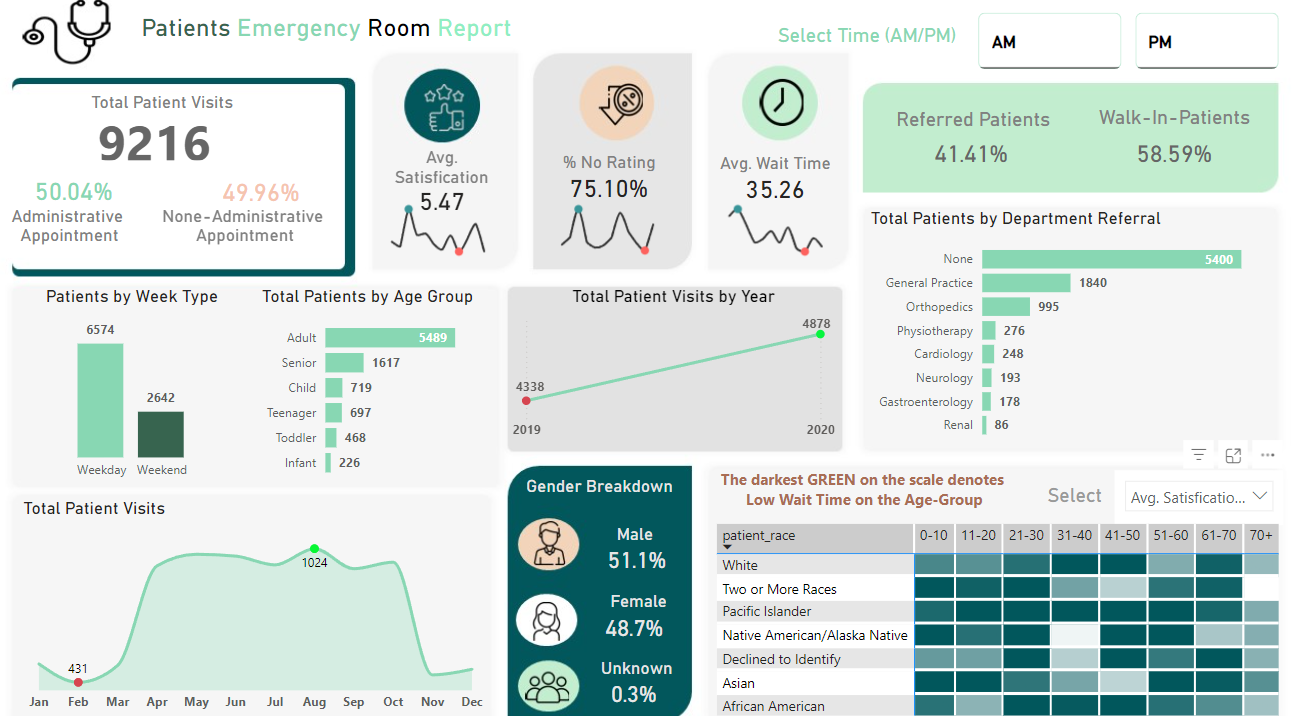 Patients Emergency Room Report
Select Time (AM/PM)
AM
PM
Total Patient Visits
9216
50.04%
Administrative
Appointment
49.96%
None-Administrative
Appointment
Avg.
Satisfication
5.47
% No Rating
75.10%
Avg. Wait Time
35.26
Referred Patients
41.41%
Walk-In-Patients
58.59%
Total Patients by Department Referral
None 5400
General Practice 1840
Orthopedics 995
Physiotherapy 276
Cardiology 248
Neurology 193
Gastroenterology 178
Renal 86
Patients by Week Type
6574
2642
Weekday Weekend
Total Patients by Age Group
Adult 5489
Senior 1617
Child 719
Teenager 697
Toddler 468
Infant 226
Total Patient Visits by Year
4878
4338
2019 2020
Total Patient Visits
1024
431
Jan Feb Mar Apr May Jun Jul Aug Sep Oct Nov Dec
Gender Breakdown
Male
51.1%
Female
48.7%
Unknown
0.3%
The darkest GREEN on the scale denotes
Low Wait Time on the Age-Group
Select
Avg. Satisficatio...
patient_race 0-10 11-20 21-30 31-40 41-50 51-60 61-70 70+
White
Two or More Races
Pacific Islander
Native American/Alaska Native
Declined to Identify
Asian
African American